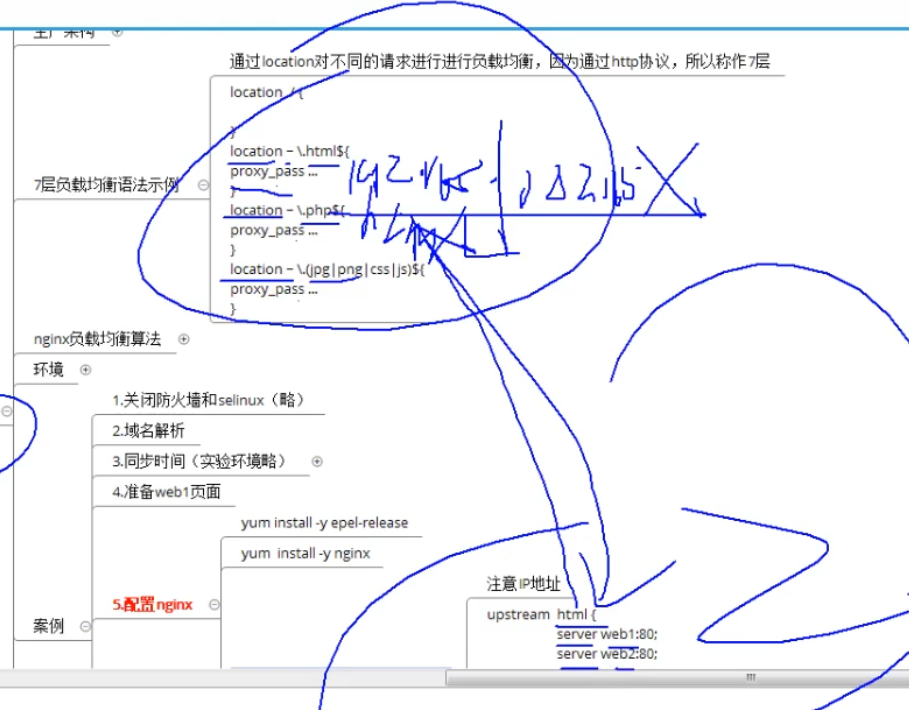 生产架构
通过location对不同的请求进行进行负载均衡，因为通过http协议，所以称作7层
location / {
}
location ~ \.html${
proxy_pass ...
}
7层负载均衡语法示例
location ~ \.php${
proxy_pass ...
}
location ~ \.(jpg|png|css|js)${
proxy_pass ...
}
nginx负载均衡算法
环境
1.关闭防火墙和selinux（略）
2.域名解析
3.同步时间（实验环境略）
4.准备web1页面
yum install -y epel-release
yum install -y nginx
5.配置nginx
案例
注意IP地址
upstream html {
server web1:80;
server web2:80;